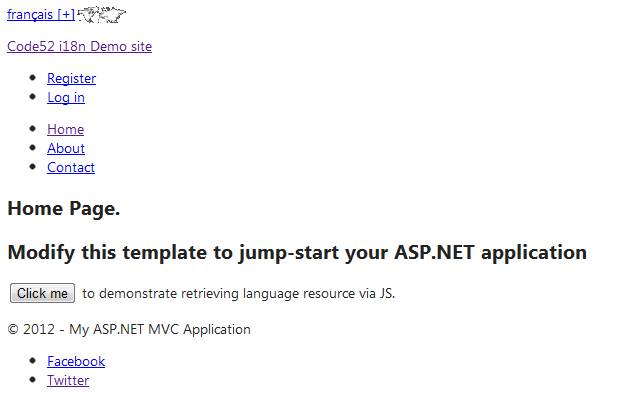 français [+]
Code52 i18n Demo site
Register
Log in
Home
About
Contact
Home Page.
Modify this template to jump-start your ASP.NET application
Click me to demonstrate retrieving language resource via JS.
© 2012 - My ASP.NET MVC Application
Facebook
Twitter